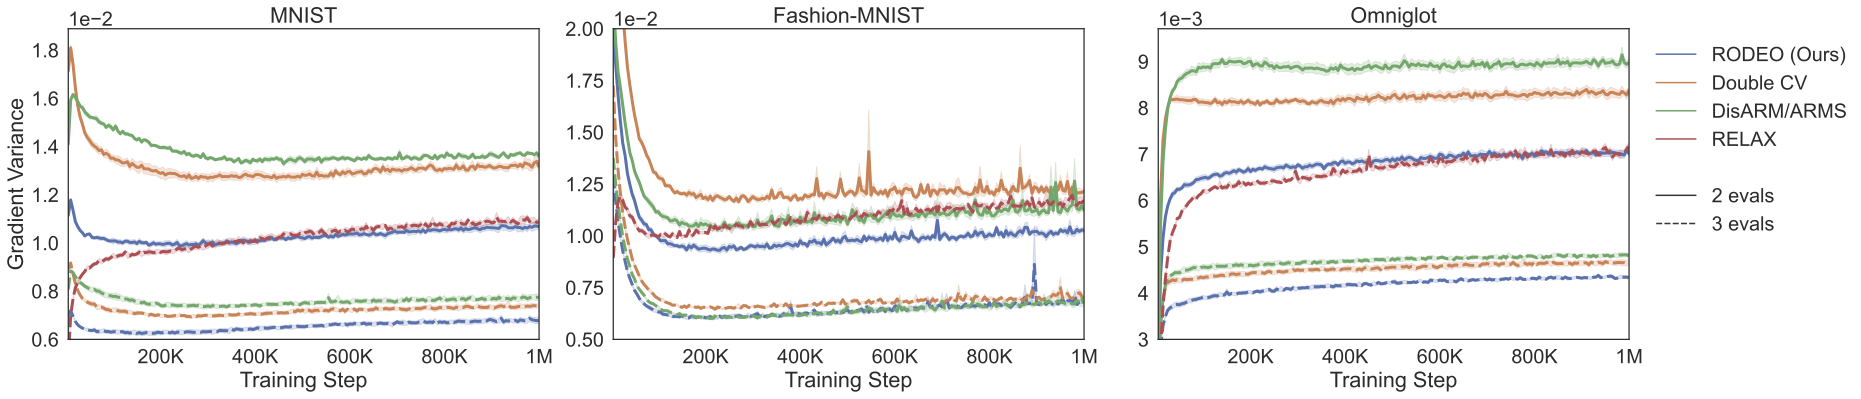 MNIST
1e−2
Gradient Variance
1.8
1.6
1.4
1.2
1.0
0.8
0.6
200K 400K 600K 800K 1M
Training Step
Fashion-MNIST
1e−2
2.00
1.75
1.50
1.25
1.00
0.75
0.50
200K 400K 600K 800K 1M
Training Step
Omniglot
1e−3
9
8
7
6
5
4
3
200K 400K 600K 800K 1M
Training Step
RODEO (Ours)
Double CV
DisARM/ARMS
RELAX
2 evals
3 evals